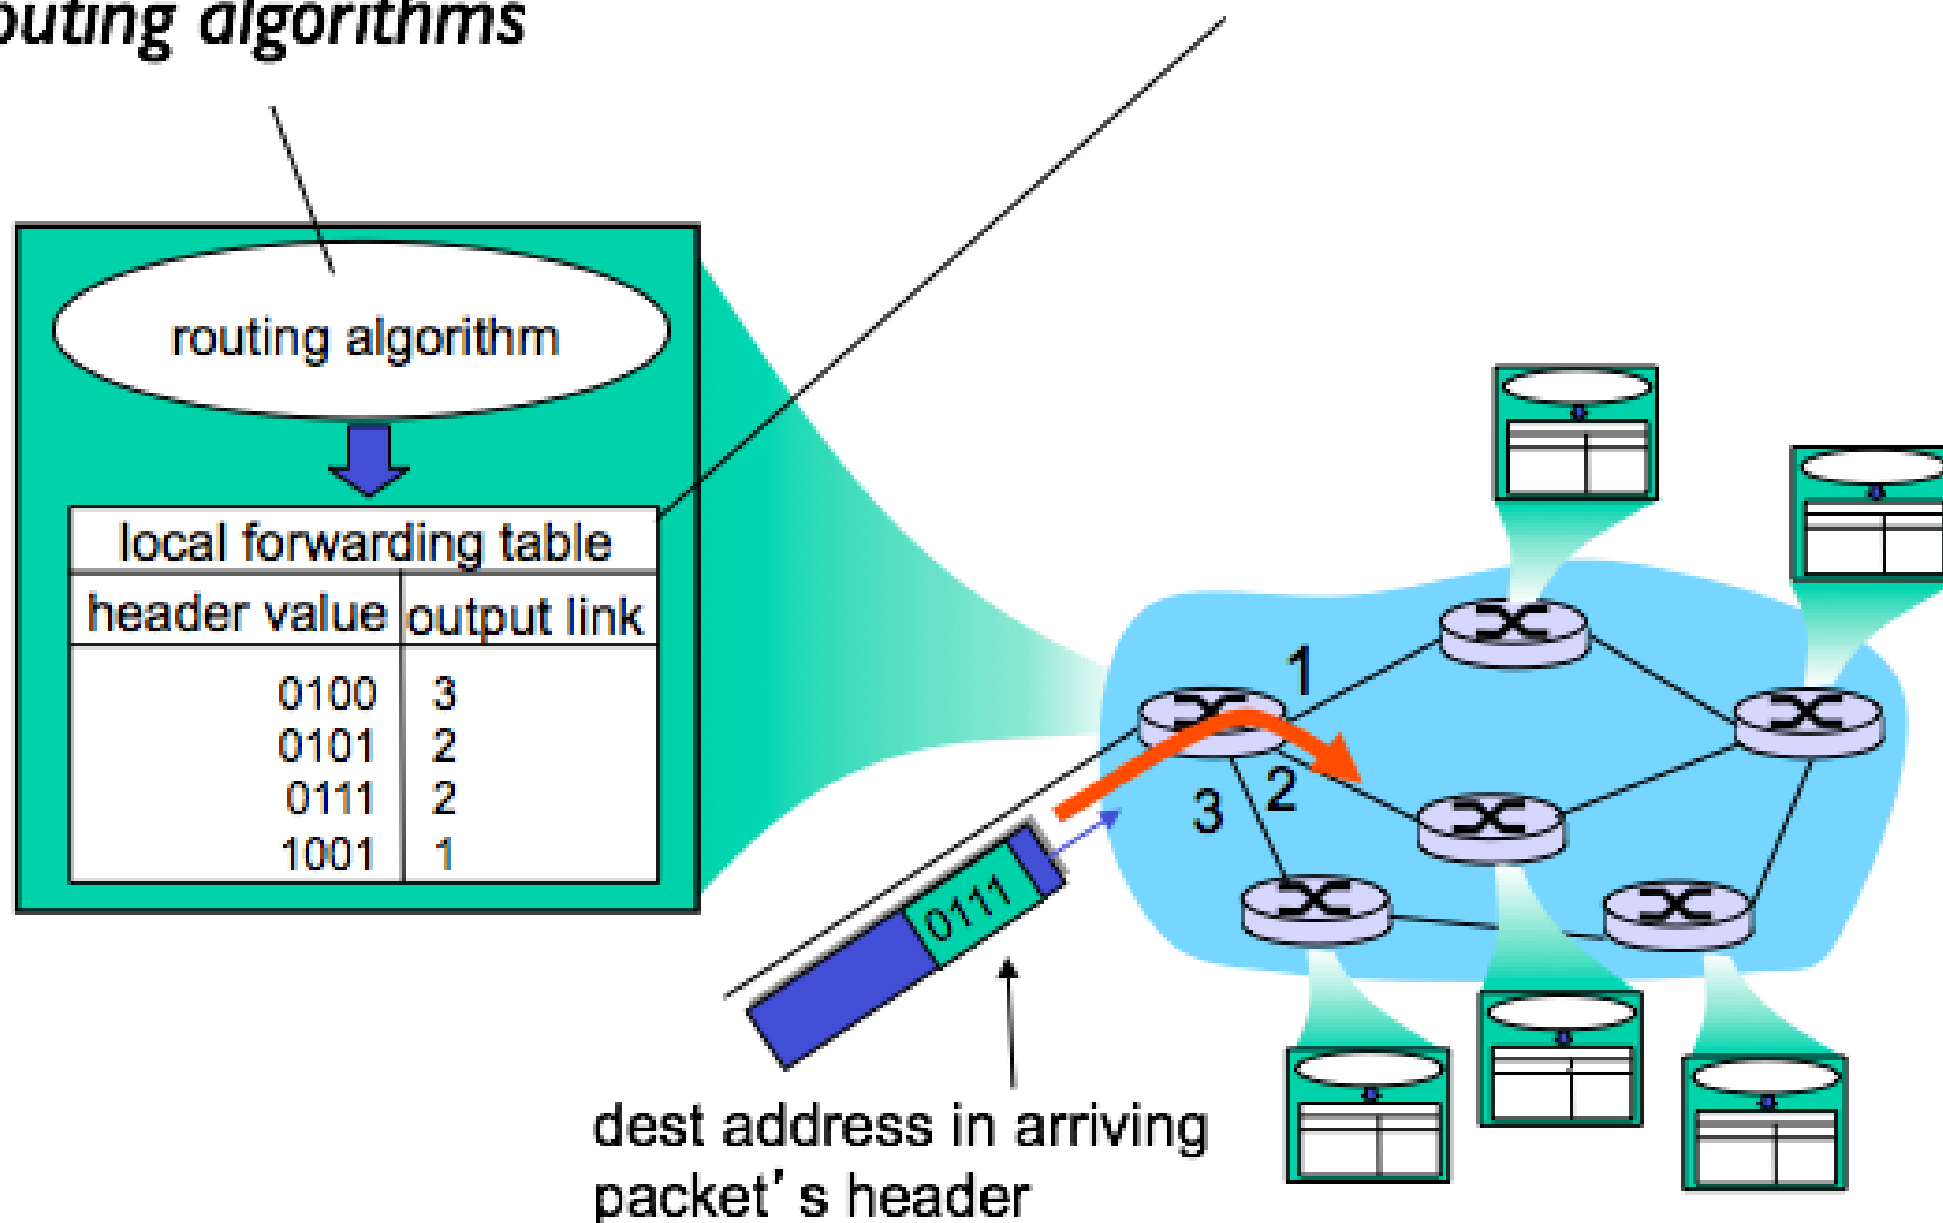 outing algorithms
routing algorithm
local forwarding table
header value output link
0100 3
0101 2
0111 2
1001 1
1
2
3
0111
dest address in arriving
packet’s header